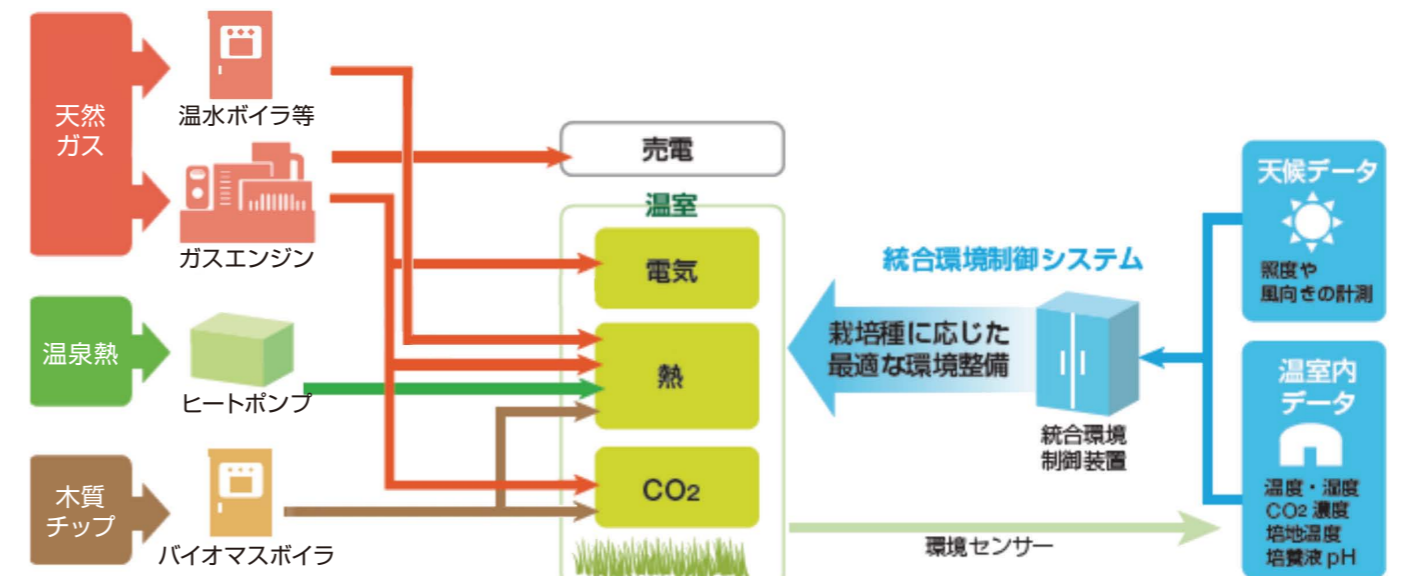 天然
ガス
温水ボイラ等
ガスエンジン
温泉熱
ヒートポンプ
木質
チップ
バイオマスボイラ
売電
温室
電気
熱
CO2
統合環境制御システム
栽培種に応じた
最適な環境整備
統合環境
制御装置
環境センサー
天候データ
照度や
風向きの計測
温室内
データ
温度・湿度
CO2 濃度
培地温度
培養液 pH